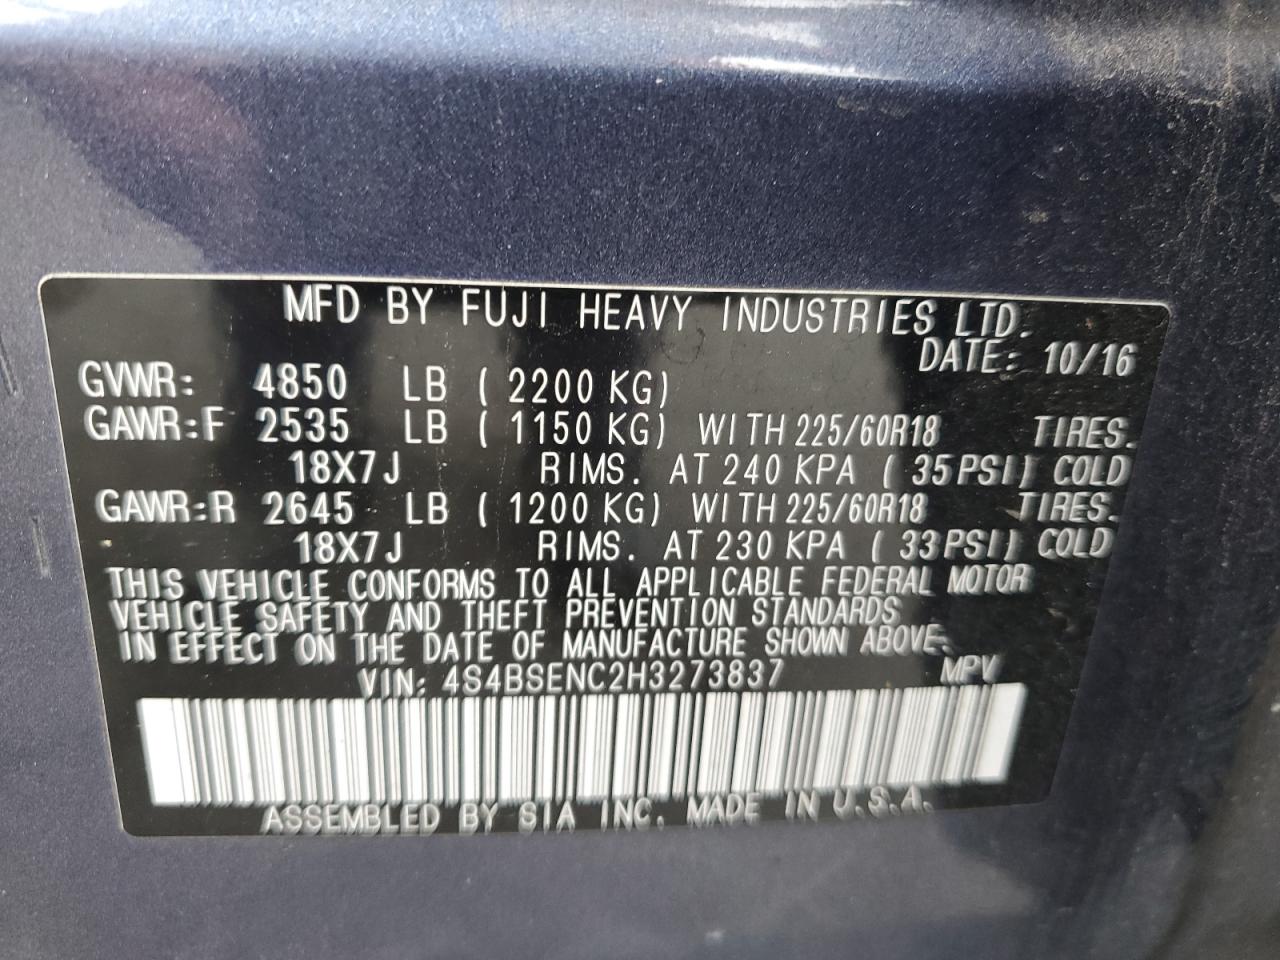 MFD BY FUJI HEAVY INDUSTRIES LTD.
DATE: 10/16
GVWR: 4850 LB ( 2200 KG)
GAWR:F 2535 LB ( 1150 KG) WITH 225/60R18 TIRES.
18X7J RIMS. AT 240 KPA ( 35PSI) COLD
GAWR:R 2645 LB ( 1200 KG) WITH 225/60R18 TIRES.
18X7J RIMS. AT 230 KPA ( 33PSI) COLD
THIS VEHICLE CONFORMS TO ALL APPLICABLE FEDERAL MOTOR
VEHICLE SAFETY AND THEFT PREVENTION STANDARDS
IN EFFECT ON THE DATE OF MANUFACTURE SHOWN ABOVE.
VIN: 4S4BSENC2H3273837 MPV
ASSEMBLED BY SIA INC. MADE IN U.S.A.